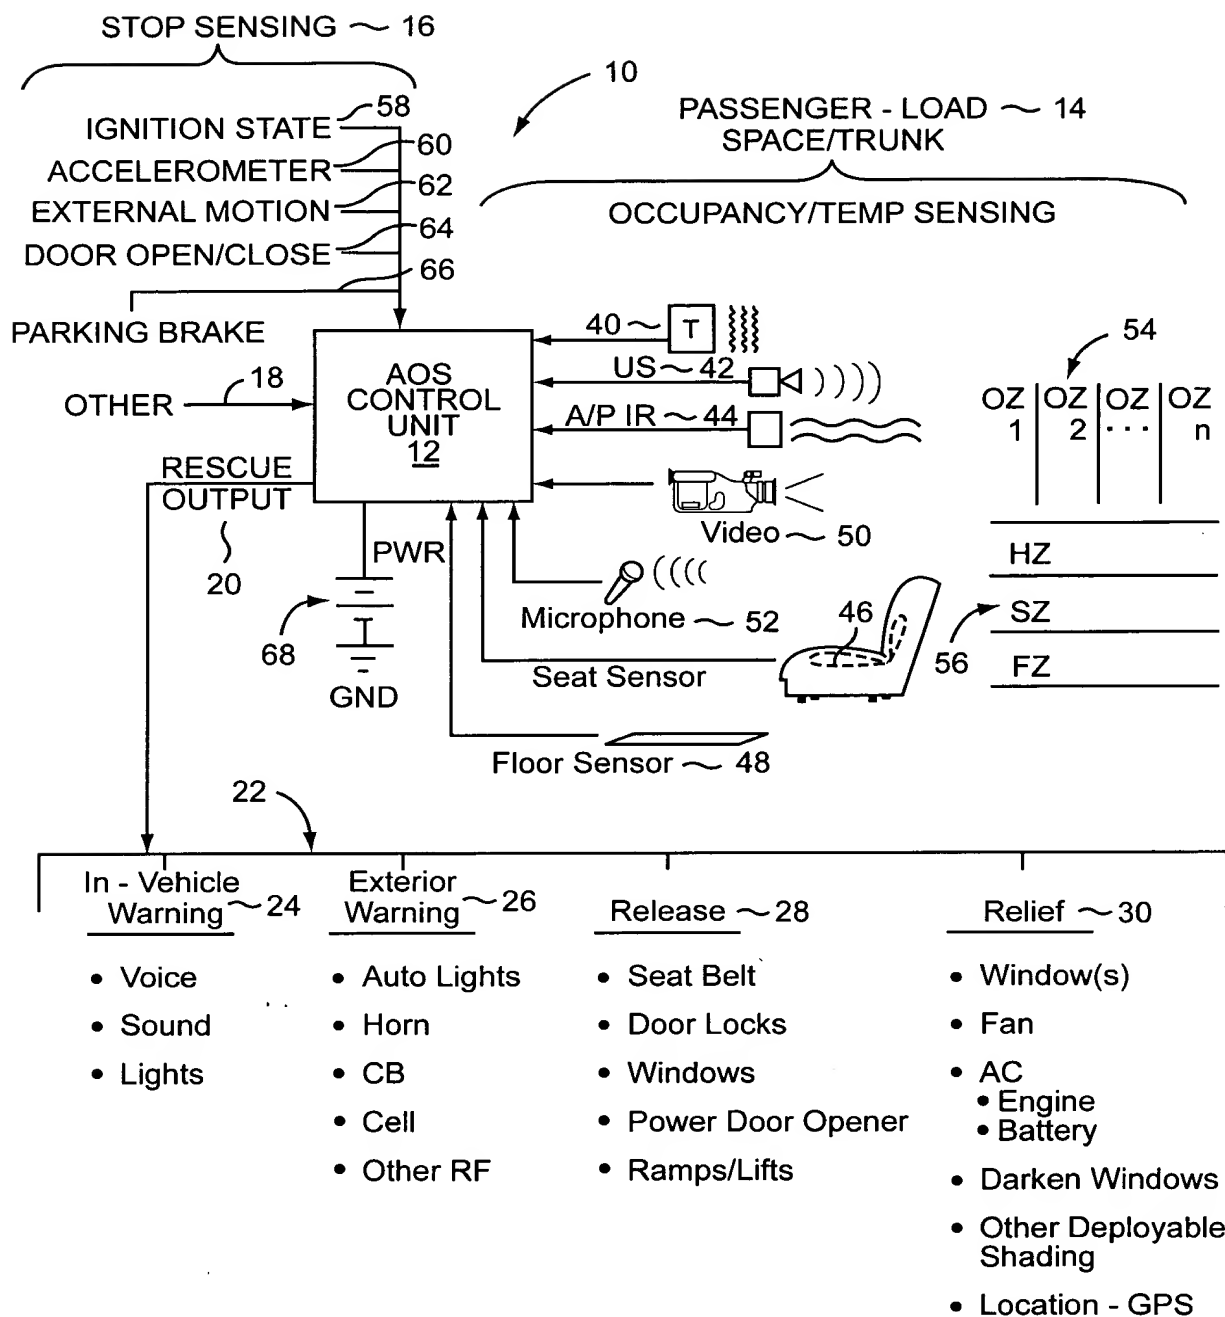 STOP SENSING 16
10
58
IGNITION STATE
60
ACCELEROMETER
62
EXTERNAL MOTION
64
DOOR OPEN/CLOSE
66
PARKING BRAKE
PASSENGER - LOAD 14
SPACE/TRUNK
OCCUPANCY/TEMP SENSING
OTHER 18
AOS
CONTROL
UNIT
12
40 T
US 42
A/P IR 44
Video 50
Microphone 52
46
Seat Sensor
Floor Sensor 48
54
OZ OZ OZ OZ
1 2 ... n
HZ
56 SZ
FZ
RESCUE
OUTPUT
20
PWR
68
GND
22
In - Vehicle
Warning 24
• Voice
• Sound
• Lights
Exterior
Warning 26
• Auto Lights
• Horn
• CB
• Cell
• Other RF
Release 28
• Seat Belt
• Door Locks
• Windows
• Power Door Opener
• Ramps/Lifts
Relief 30
• Window(s)
• Fan
• AC
• Engine
• Battery
• Darken Windows
• Other Deployable
Shading
• Location - GPS